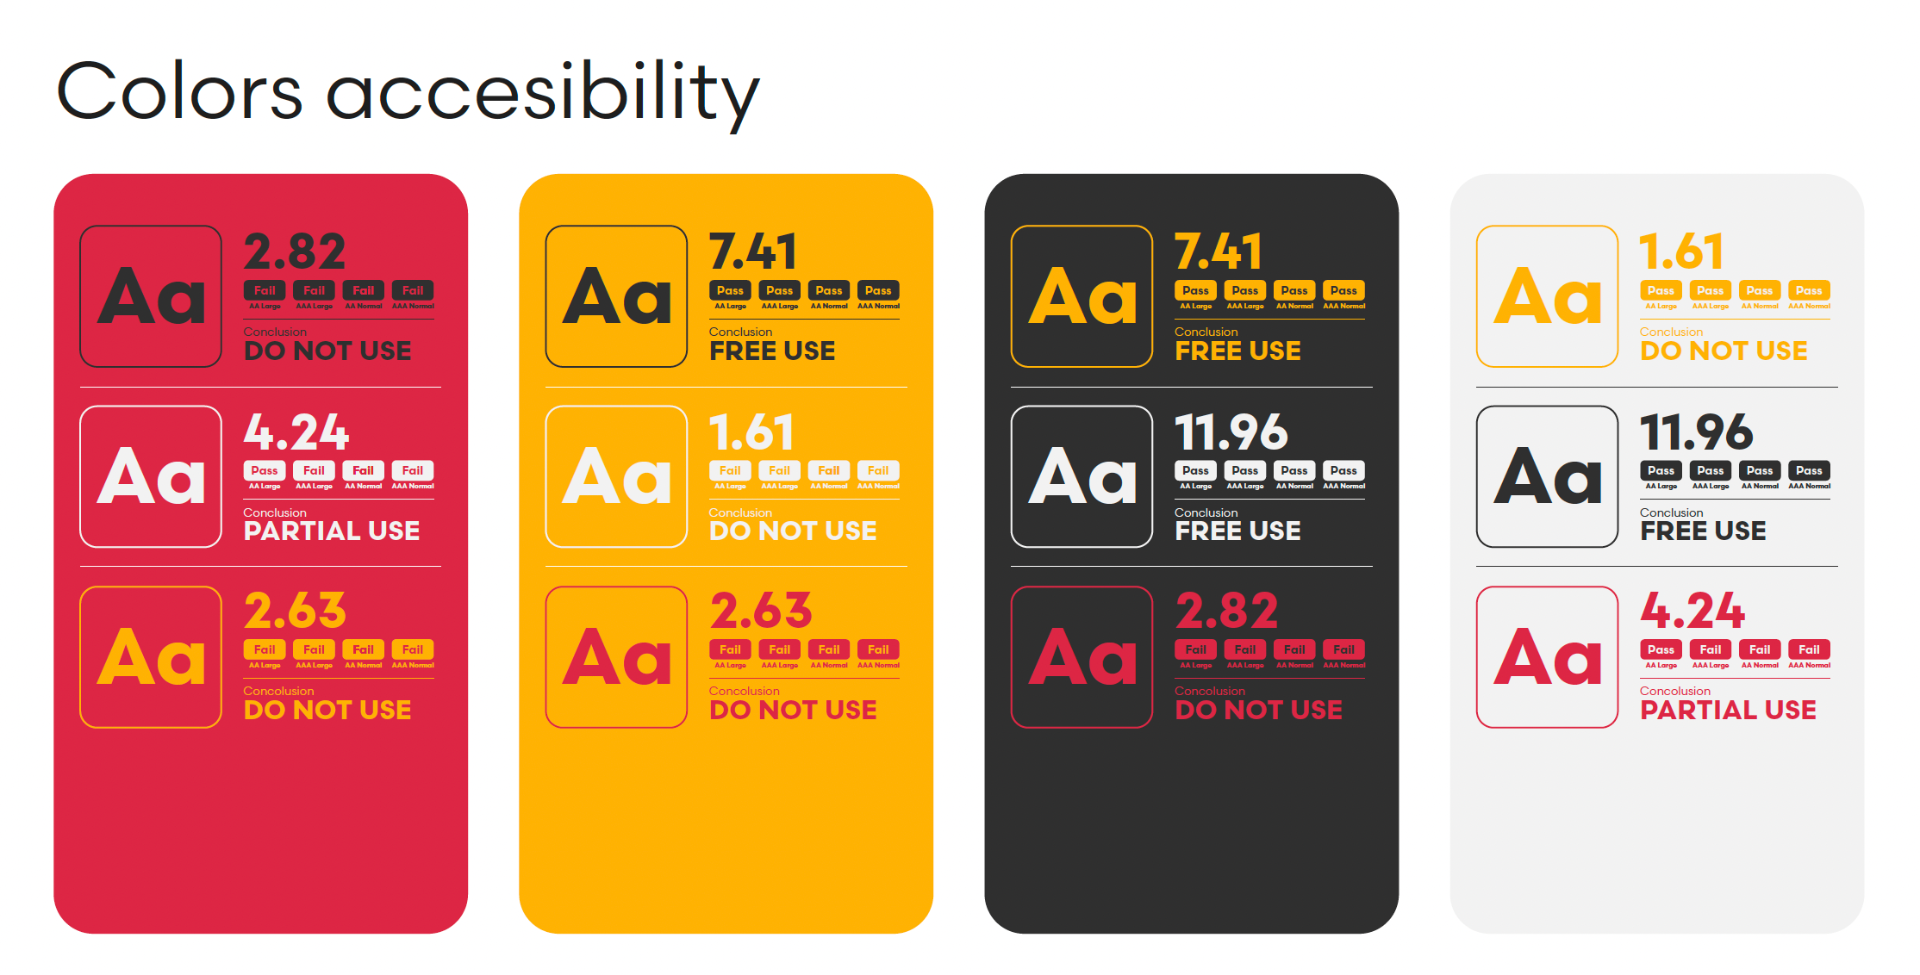 Colors accesibility
Aa
2.82
Fail Fail Fail Fail
AA Large AAA Large AA Normal AAA Normal
Conclusion
DO NOT USE
Aa
4.24
Pass Fail Fail Fail
AA Large AAA Large AA Normal AAA Normal
Conclusion
PARTIAL USE
Aa
2.63
Fail Fail Fail Fail
AA Large AAA Large AA Normal AAA Normal
Concolusion
DO NOT USE
Aa
7.41
Pass Pass Pass Pass
AA Large AAA Large AA Normal AAA Normal
Conclusion
FREE USE
Aa
1.61
Fail Fail Fail Fail
AA Large AAA Large AA Normal AAA Normal
Conclusion
DO NOT USE
Aa
2.63
Fail Fail Fail Fail
AA Large AAA Large AA Normal AAA Normal
Concolusion
DO NOT USE
Aa
7.41
Pass Pass Pass Pass
AA Large AAA Large AA Normal AAA Normal
Conclusion
FREE USE
Aa
11.96
Pass Pass Pass Pass
AA Large AAA Large AA Normal AAA Normal
Conclusion
FREE USE
Aa
2.82
Fail Fail Fail Fail
AA Large AAA Large AA Normal AAA Normal
Concolusion
DO NOT USE
Aa
1.61
Pass Pass Pass Pass
AA Large AAA Large AA Normal AAA Normal
Conclusion
DO NOT USE
Aa
11.96
Pass Pass Pass Pass
AA Large AAA Large AA Normal AAA Normal
Conclusion
FREE USE
Aa
4.24
Pass Fail Fail Fail
AA Large AAA Large AA Normal AAA Normal
Concolusion
PARTIAL USE